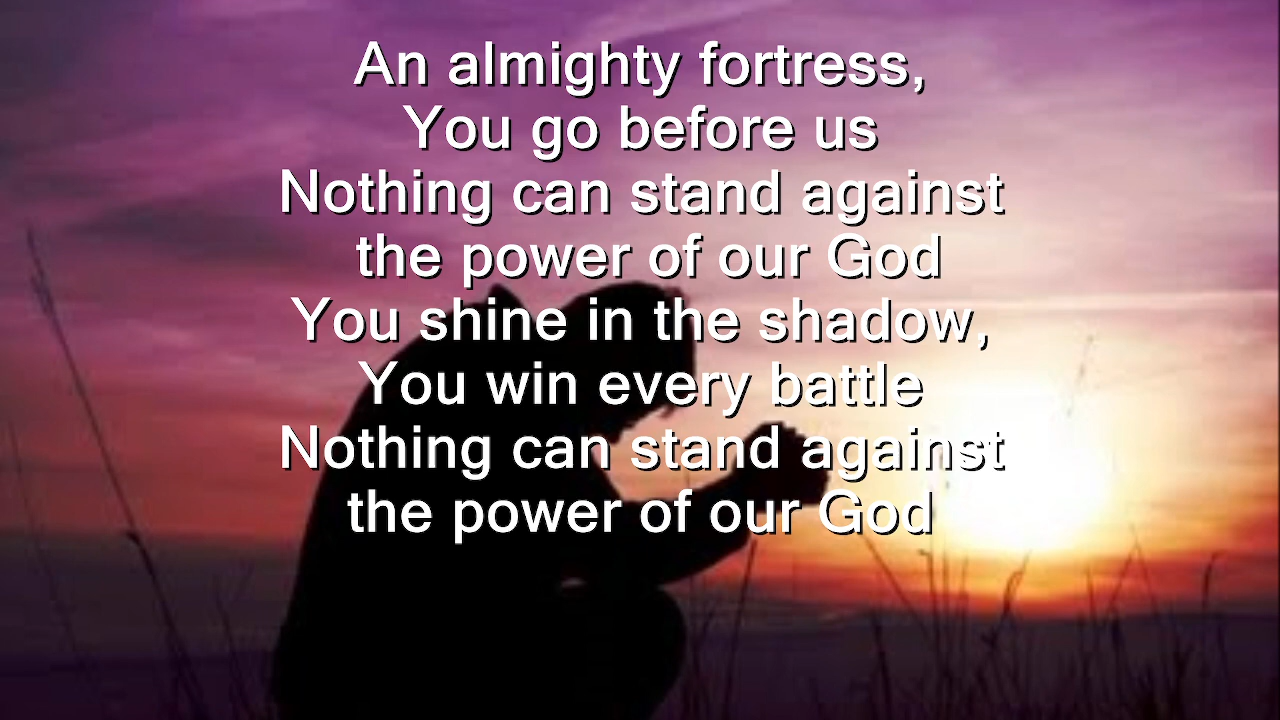 An almighty fortress,
You go before us
Nothing can stand against
the power of our God
You shine in the shadow,
You win every battle
Nothing can stand against
the power of our God